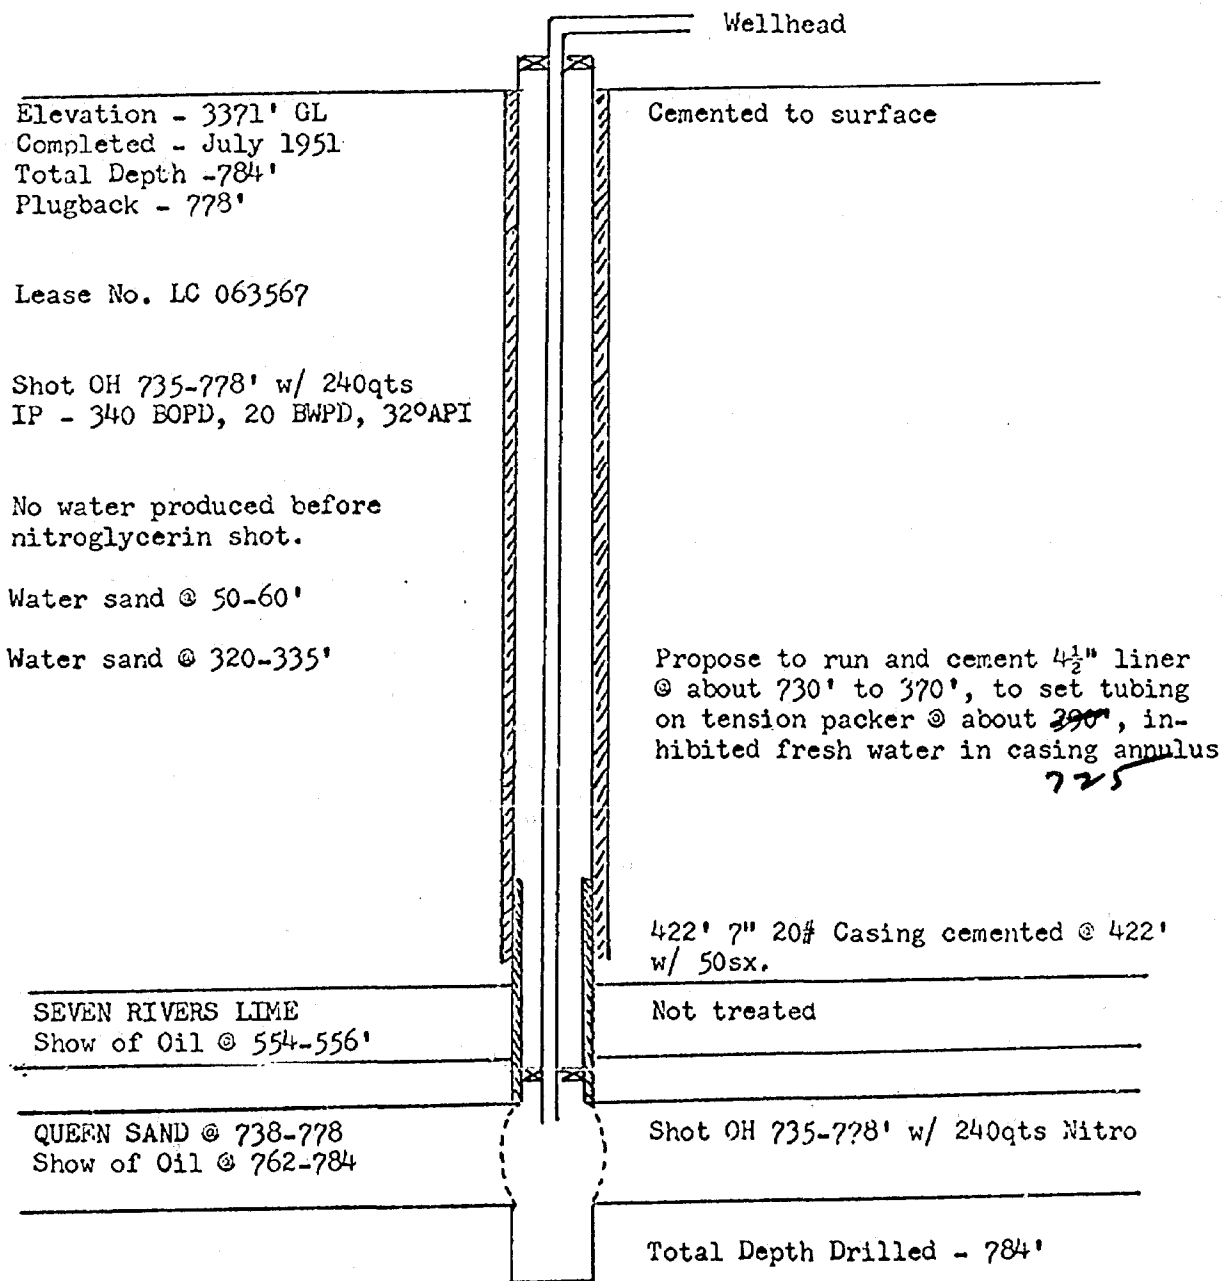 Wellhead
Elevation - 3371' GL
Completed - July 1951
Total Depth -784'
Plugback - 778'
Lease No. LC 063567
Shot OH 735-778' w/ 240qts
IP - 340 BOPD, 20 BWPD, 32°API
No water produced before
nitroglycerin shot.
Water sand @ 50-60'
Water sand @ 320-335'
Cemented to surface
Propose to run and cement 4½" liner
@ about 730' to 370', to set tubing
on tension packer @ about 390', in-
hibited fresh water in casing annulus
725
422' 7" 20# Casing cemented @ 422'
w/ 50sx.
SEVEN RIVERS LIME
Show of Oil @ 554-556'
Not treated
QUEEN SAND @ 738-778
Show of Oil @ 762-784
Shot OH 735-778' w/ 240qts Nitro
Total Depth Drilled - 784'